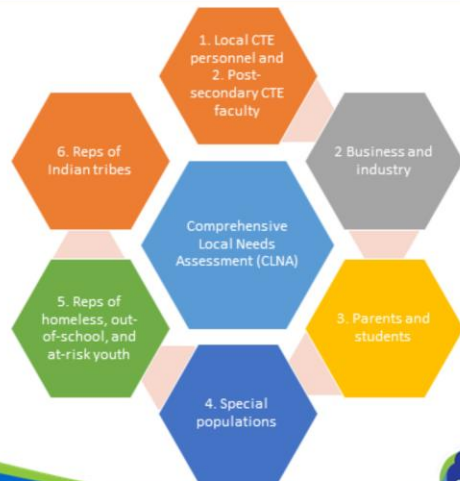 1. Local CTE
personnel and
2. Post-
secondary CTE
faculty
2 Business and
industry
3. Parents and
students
4. Special
populations
5. Reps of
homeless, out-
of-school, and
at-risk youth
6. Reps of
Indian tribes
Comprehensive
Local Needs
Assessment (CLNA)